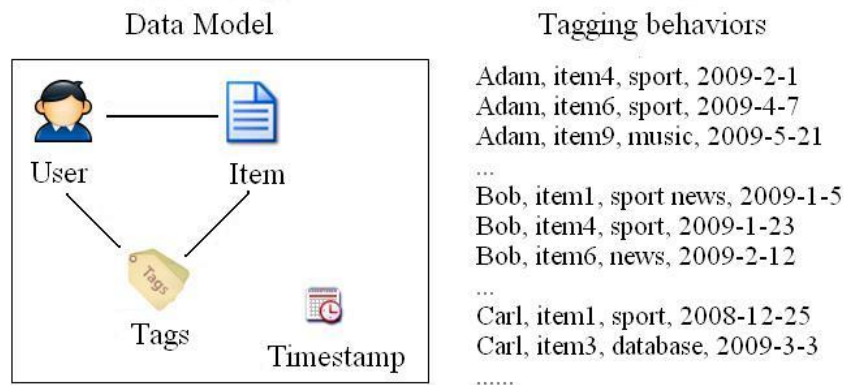 Data Model
User
Item
Tags
Tags
Timestamp
Tagging behaviors
Adam, item4, sport, 2009-2-1
Adam, item6, sport, 2009-4-7
Adam, item9, music, 2009-5-21
...
Bob, item1, sport news, 2009-1-5
Bob, item4, sport, 2009-1-23
Bob, item6, news, 2009-2-12
...
Carl, item1, sport, 2008-12-25
Carl, item3, database, 2009-3-3
......